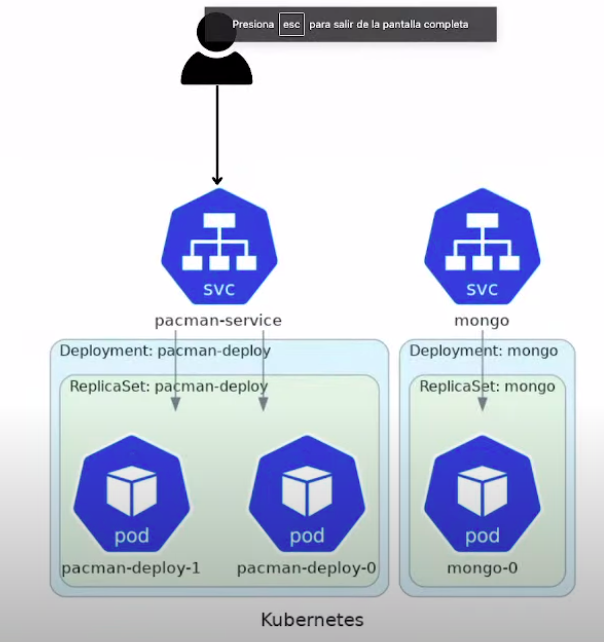 Presiona esc para salir de la pantalla completa
svc
svc
pacman-service
mongo
Deployment: pacman-deploy
Deployment: mongo
ReplicaSet: pacman-deploy
ReplicaSet: mongo
pod
pod
pod
pacman-deploy-1
pacman-deploy-0
mongo-0
Kubernetes